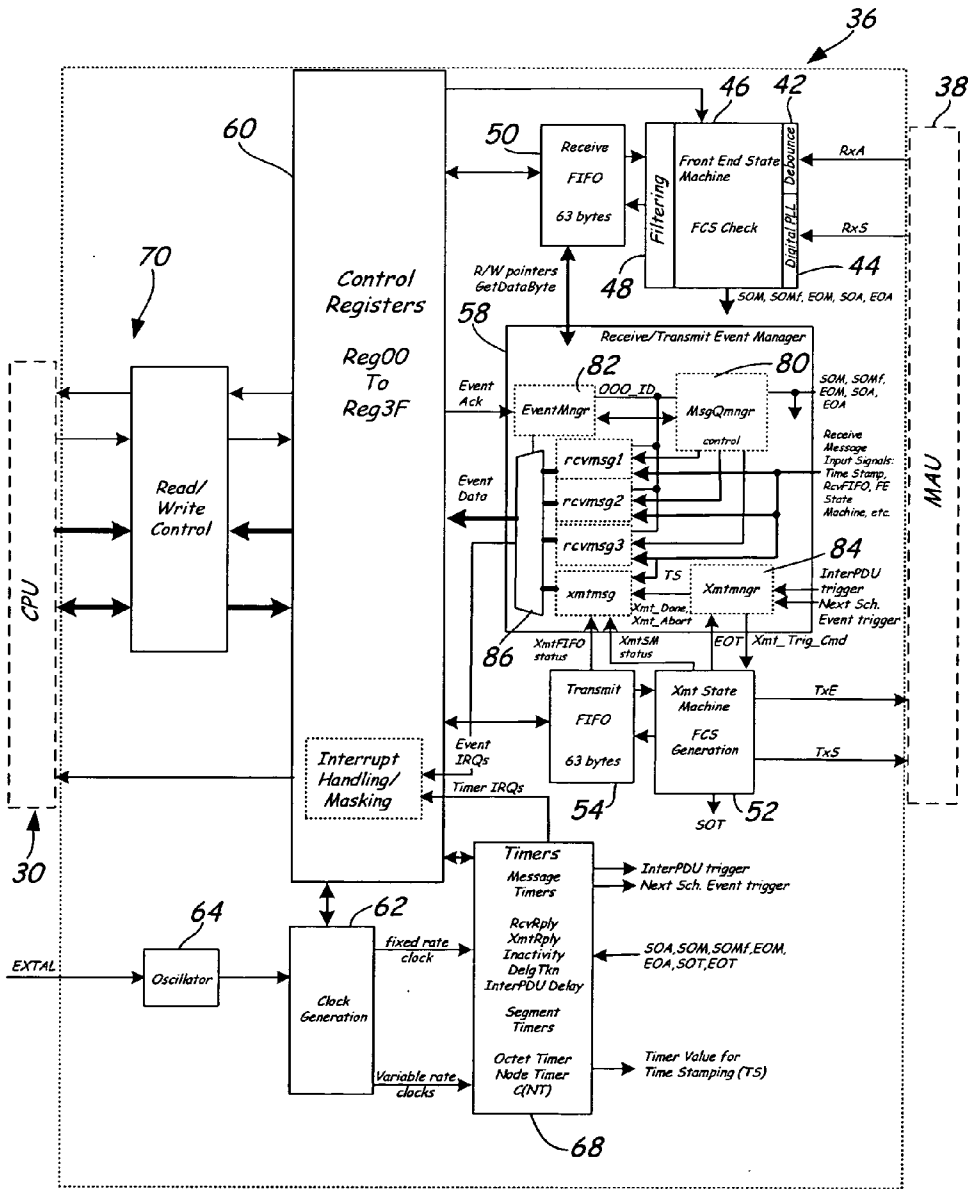 36
46
42
38
60
50
Receive
FIFO
63 bytes
Filtering
Front End State
Machine
FCS Check
Debounce
Digital PLL
RxA
RxS
48
44
SOM, SOMf, EOM, SOA, EOA
Control
Registers
Reg00
To
Reg3F
R/W pointers
GetDataByte
70
58
Receive/Transmit Event Manager
82
OOO_ID
80
Event
Ack
EventMngr
MsgQmngr
control
SOM, SOMf,
EOM, SOA,
EOA
rcvmsg1
rcvmsg2
rcvmsg3
xmtmsg
Receive
Message
Input Signals:
Time Stamp,
RcvFIFO, FE
State
Machine, etc.
Event
Data
Read/
Write
Control
CPU
MAU
TS
84
Xmtmngr
InterPDU
trigger
Next Sch.
Event trigger
Xmt_Done,
Xmt_Abort
86
XmtFIFO
status
XmtSM
status
EOT
Xmt_Trig_Cmd
Transmit
FIFO
63 bytes
Xmt State
Machine
FCS
Generation
TxE
TxS
Event
IRQs
Interrupt
Handling/
Masking
Timer IRQs
54
52
SOT
30
Timers
Message
Timers
RcvRply
XmtRply
Inactivity
DelgTkn
InterPDU Delay
Segment
Timers
Octet Timer
Node Timer
C(NT)
InterPDU trigger
Next Sch. Event trigger
SOA,SOM,SOMf,EOM,
EOA,SOT,EOT
Timer Value for
Time Stamping (TS)
62
64
fixed rate
clock
EXTAL
Oscillator
Clock
Generation
Variable rate
clocks
68